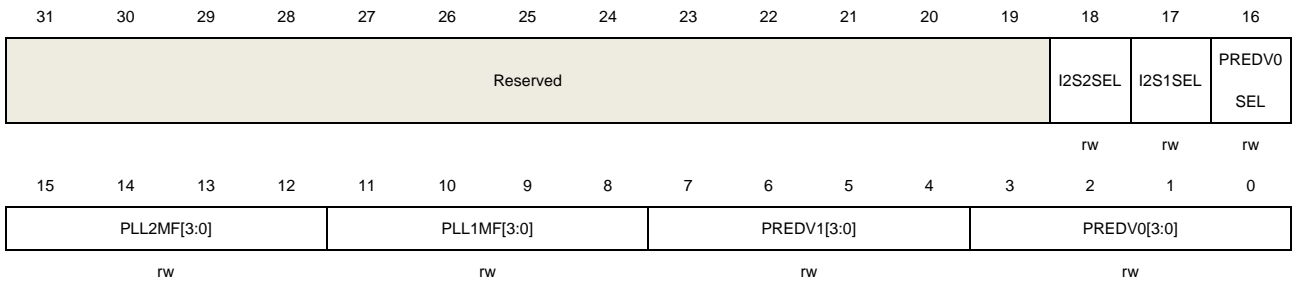 31 30 29 28 27 26 25 24 23 22 21 20 19 18 17 16
Reserved I2S2SEL I2S1SEL PREDV0 SEL
rw rw rw
15 14 13 12 11 10 9 8 7 6 5 4 3 2 1 0
PLL2MF[3:0] PLL1MF[3:0] PREDV1[3:0] PREDV0[3:0]
rw rw rw rw